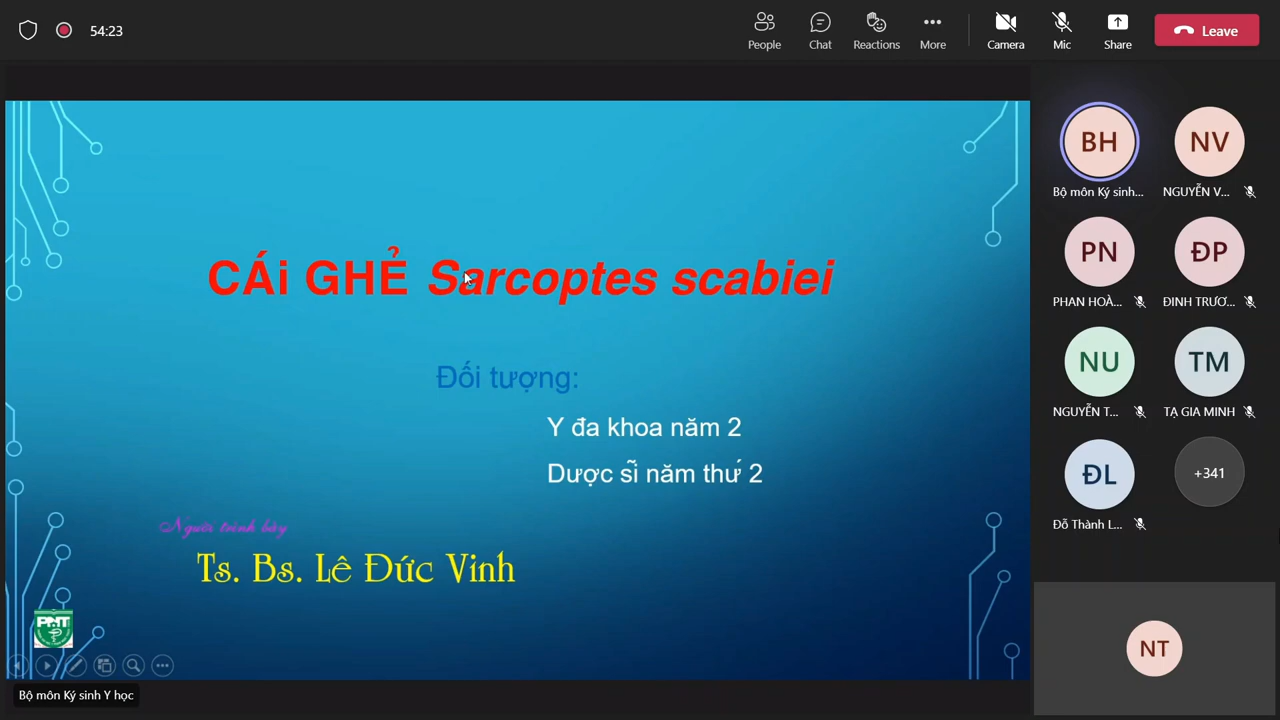 54:23
People
Chat
Reactions
More
Camera
Mic
Share
Leave
CÁi GHẺ Sarcoptes scabiei
Đối tượng:
Y đa khoa năm 2
Dược sĩ năm thứ 2
Người trình bày
Ts. Bs. Lê Đức Vinh
PNT
Bộ môn Ký sinh Y học
BH
Bộ môn Ký sinh...
NV
NGUYỄN V...
PN
PHAN HOÀ...
ĐP
ĐINH TRƯƠ...
NU
NGUYỄN T...
TM
TẠ GIA MINH
ĐL
Đỗ Thành L...
+341
NT